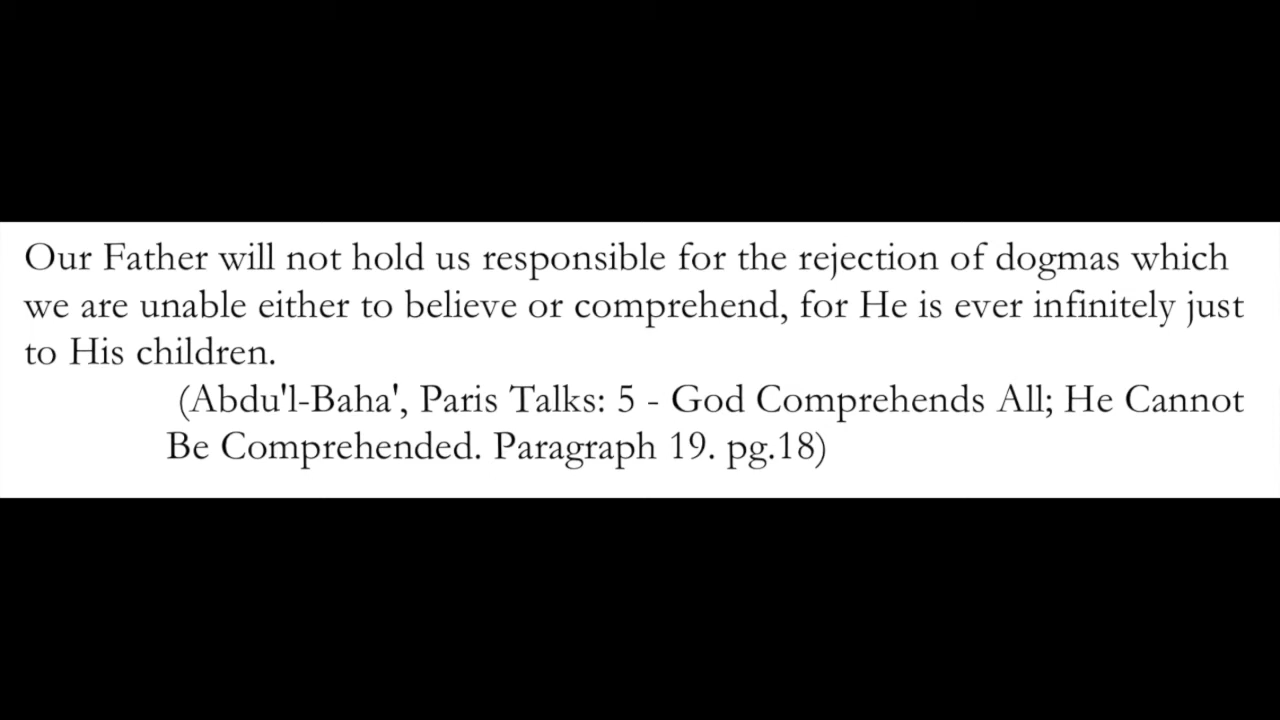 Our Father will not hold us responsible for the rejection of dogmas which
we are unable either to believe or comprehend, for He is ever infinitely just
to His children.
(Abdu'l-Baha', Paris Talks: 5 - God Comprehends All; He Cannot
Be Comprehended. Paragraph 19. pg.18)